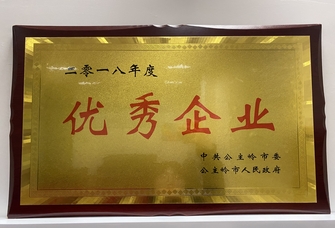 二零一八年度
优秀企业
中共公主岭市委
公主岭市人民政府